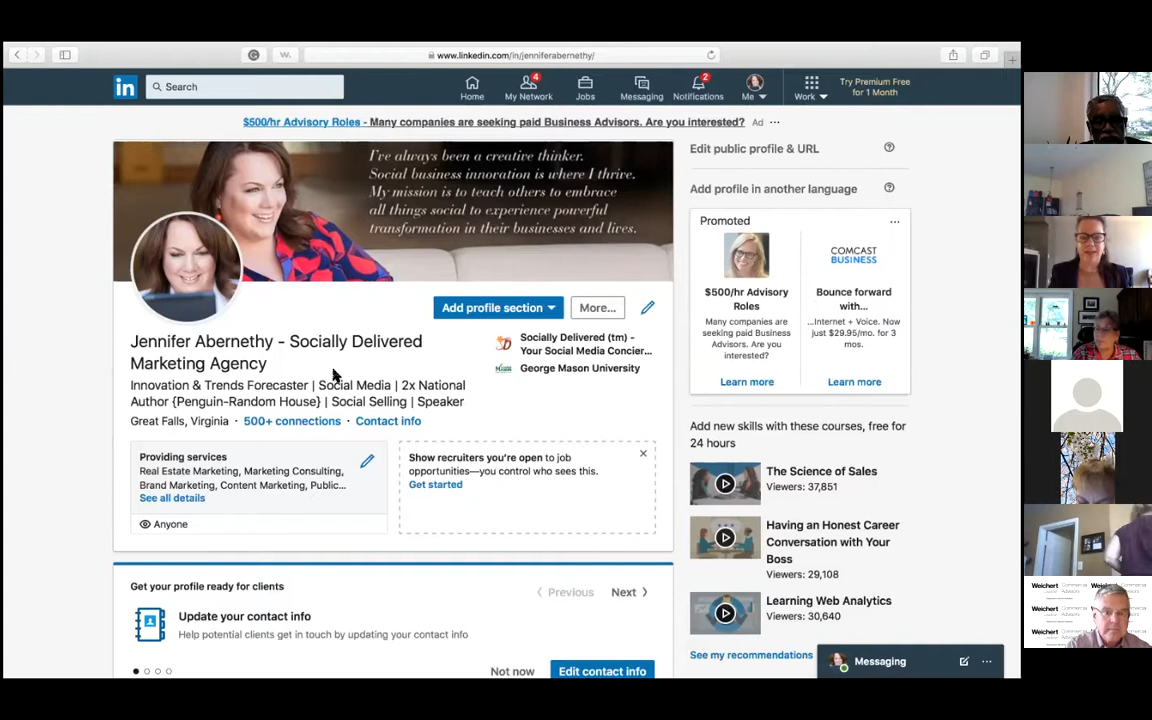 www.linkedin.com/in/jenniferabernethy/
in
Search
4
2
Home
My Network
Jobs
Messaging
Notifications
Me
Work
Try Premium Free
for 1 Month
$500/hr Advisory Roles - Many companies are seeking paid Business Advisors. Are you interested? Ad ...
I've always been a creative thinker.
Social business innovation is where I thrive.
My mission is to teach others to embrace
all things social to experience powerful
transformation in their businesses and lives.
Add profile section
More...
Jennifer Abernethy - Socially Delivered
Marketing Agency
Innovation & Trends Forecaster | Social Media | 2x National
Author {Penguin-Random House} | Social Selling | Speaker
Great Falls, Virginia · 500+ connections · Contact info
Socially Delivered (tm) -
Your Social Media Concier...
George Mason University
Providing services
Real Estate Marketing, Marketing Consulting,
Brand Marketing, Content Marketing, Public...
See all details
Anyone
Show recruiters you're open to job
opportunities—you control who sees this.
Get started
Get your profile ready for clients
Previous
Next
Update your contact info
Help potential clients get in touch by updating your contact info
Not now
Edit contact info
Edit public profile & URL
Add profile in another language
Promoted
...
$500/hr Advisory
Roles
Many companies are
seeking paid Business
Advisors. Are you
interested?
Learn more
COMCAST
BUSINESS
Bounce forward
with...
...Internet + Voice. Now
just $29.95/mo. for 3
mos.
Learn more
Add new skills with these courses, free for
24 hours
The Science of Sales
Viewers: 37,851
Having an Honest Career
Conversation with Your
Boss
Viewers: 29,108
Learning Web Analytics
Viewers: 30,640
See my recommendations
Messaging
...
Weichert
Weichert
Weichert